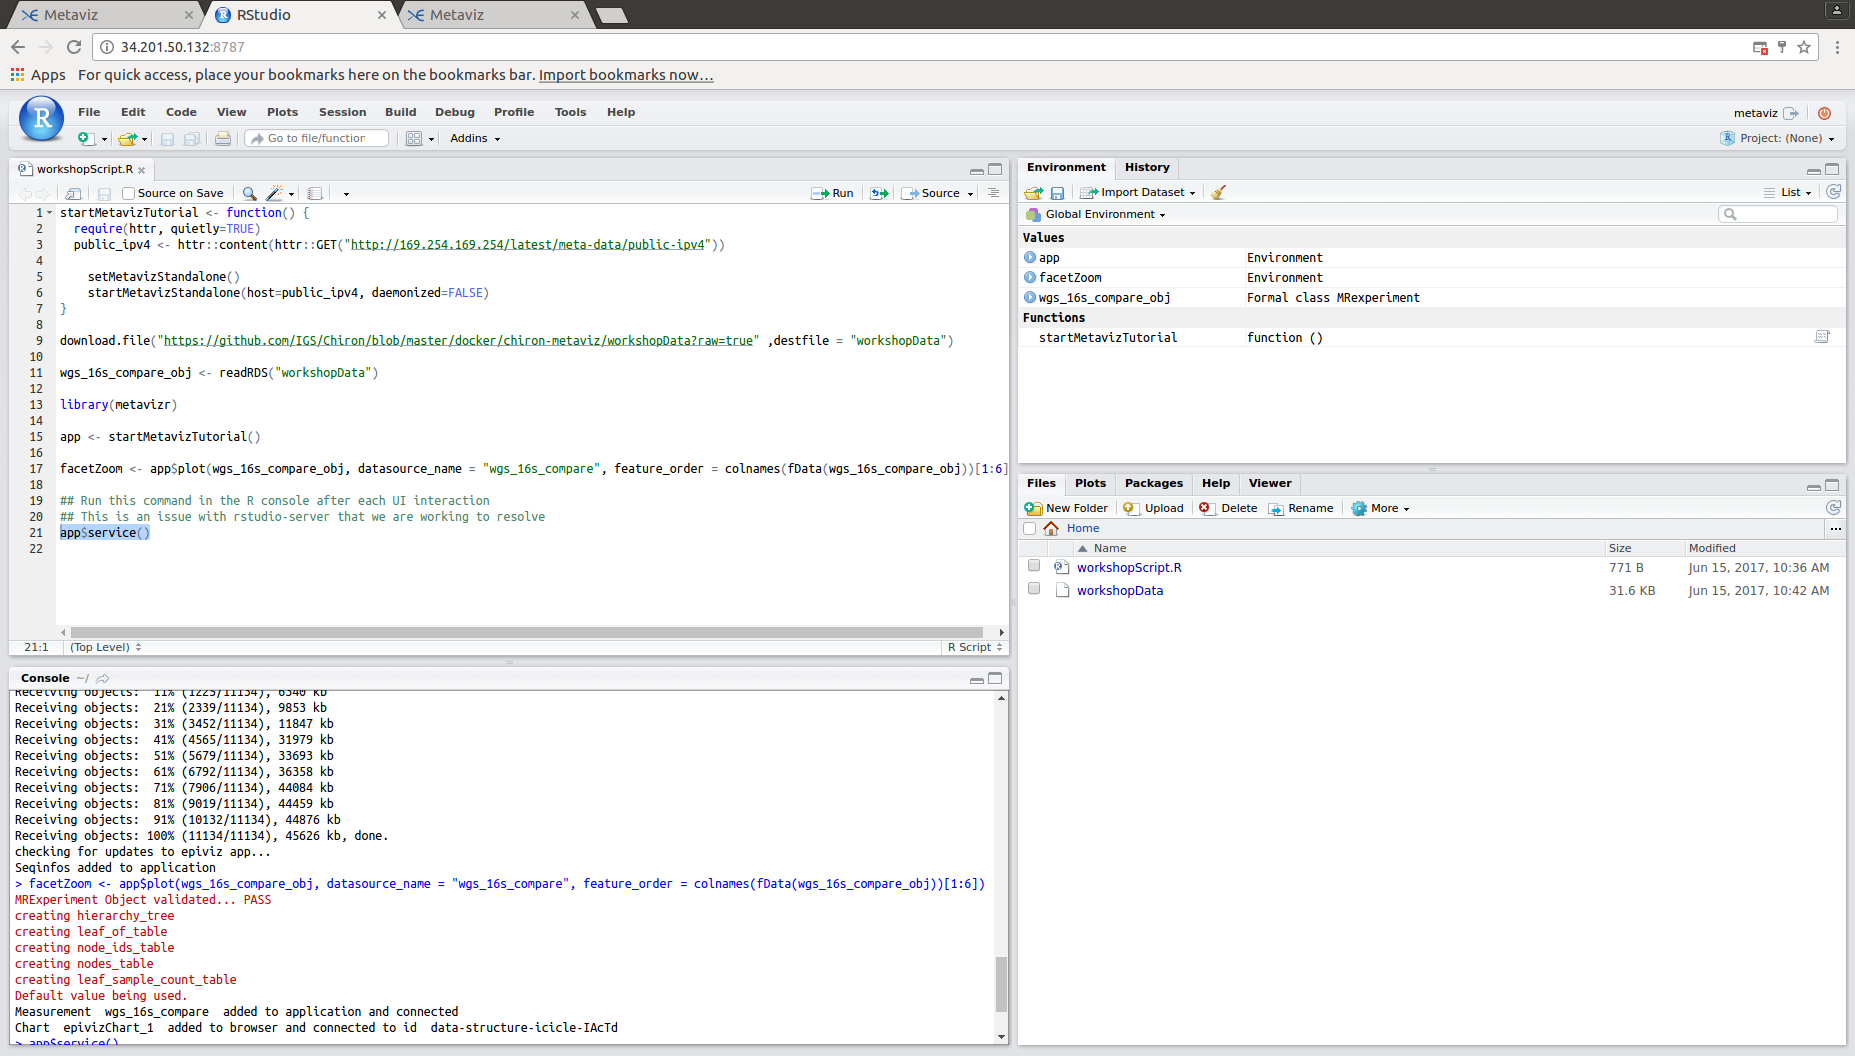 Metaviz
RStudio
Metaviz
34.201.50.132:8787
Apps For quick access, place your bookmarks here on the bookmarks bar. Import bookmarks now...
R File Edit Code View Plots Session Build Debug Profile Tools Help
metaviz
Go to file/function
Addins
Project: (None)
workshopScript.R
Source on Save
Run
Source
1 startMetavizTutorial <- function() {
2   require(httr, quietly=TRUE)
3   public_ipv4 <- httr::content(httr::GET("http://169.254.169.254/latest/meta-data/public-ipv4"))
4
5     setMetavizStandalone()
6     startMetavizStandalone(host=public_ipv4, daemonized=FALSE)
7 }
8
9 download.file("https://github.com/IGS/Chiron/blob/master/docker/chiron-metaviz/workshopData?raw=true" ,destfile = "workshopData")
10
11 wgs_16s_compare_obj <- readRDS("workshopData")
12
13 library(metavizr)
14
15 app <- startMetavizTutorial()
16
17 facetZoom <- app$plot(wgs_16s_compare_obj, datasource_name = "wgs_16s_compare", feature_order = colnames(fData(wgs_16s_compare_obj))[1:6]
18
19 ## Run this command in the R console after each UI interaction
20 ## This is an issue with rstudio-server that we are working to resolve
21 app$service()
22
21:1 (Top Level)
R Script
Console ~/
Receiving objects:  11% (1225/11134), 6340 kb
Receiving objects:  21% (2339/11134), 9853 kb
Receiving objects:  31% (3452/11134), 11847 kb
Receiving objects:  41% (4565/11134), 31979 kb
Receiving objects:  51% (5679/11134), 33693 kb
Receiving objects:  61% (6792/11134), 36358 kb
Receiving objects:  71% (7906/11134), 44084 kb
Receiving objects:  81% (9019/11134), 44459 kb
Receiving objects:  91% (10132/11134), 44876 kb
Receiving objects: 100% (11134/11134), 45626 kb, done.
checking for updates to epiviz app...
Seqinfos added to application
> facetZoom <- app$plot(wgs_16s_compare_obj, datasource_name = "wgs_16s_compare", feature_order = colnames(fData(wgs_16s_compare_obj))[1:6])
MRExperiment Object validated... PASS
creating hierarchy_tree
creating leaf_of_table
creating node_ids_table
creating nodes_table
creating leaf_sample_count_table
Default value being used.
Measurement  wgs_16s_compare  added to application and connected
Chart  epivizChart_1  added to browser and connected to id  data-structure-icicle-IAcTd
> app$service()
Environment History
Import Dataset
List
Global Environment
Values
app Environment
facetZoom Environment
wgs_16s_compare_obj Formal class MRexperiment
Functions
startMetavizTutorial function ()
Files Plots Packages Help Viewer
New Folder Upload Delete Rename More
Home ...
Name Size Modified
workshopScript.R 771 B Jun 15, 2017, 10:36 AM
workshopData 31.6 KB Jun 15, 2017, 10:42 AM